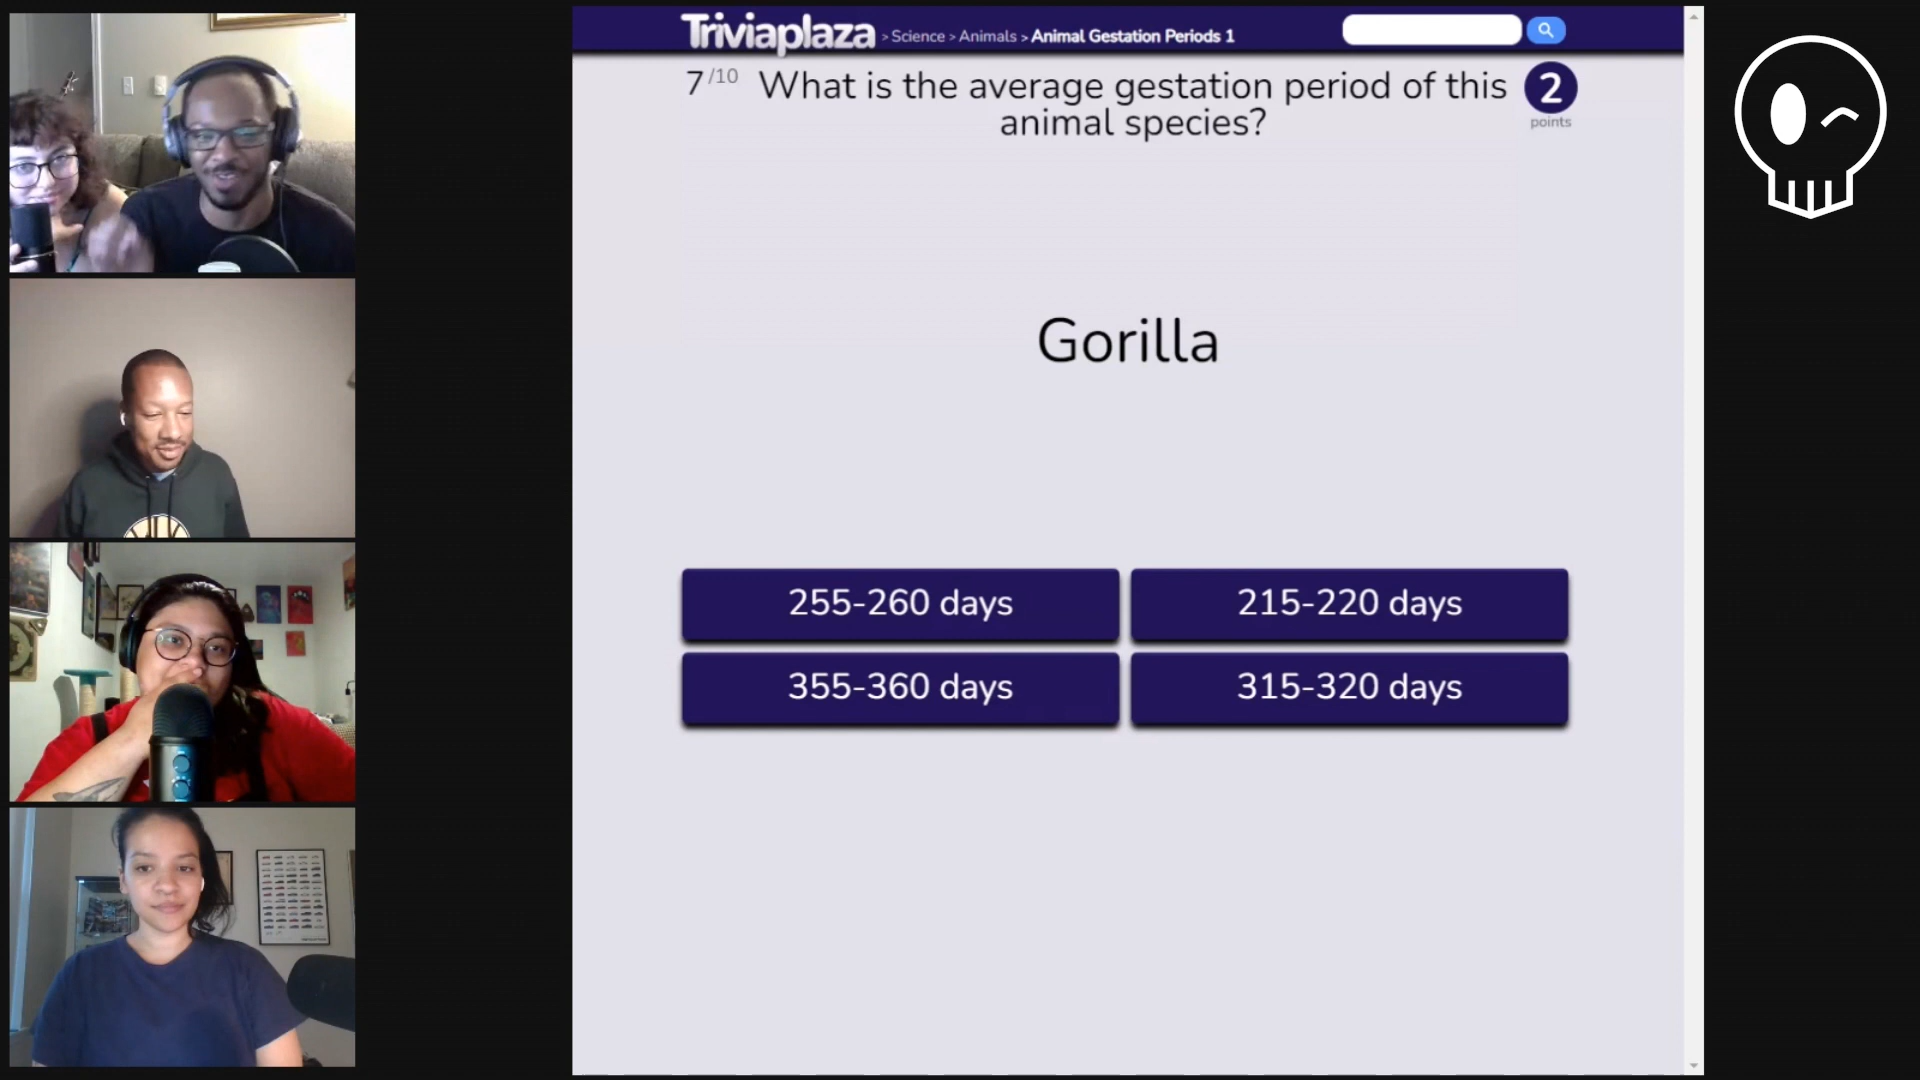 Triviaplaza > Science > Animals > Animal Gestation Periods 1
7/10 What is the average gestation period of this
animal species?
2
points
Gorilla
255-260 days
215-220 days
355-360 days
315-320 days